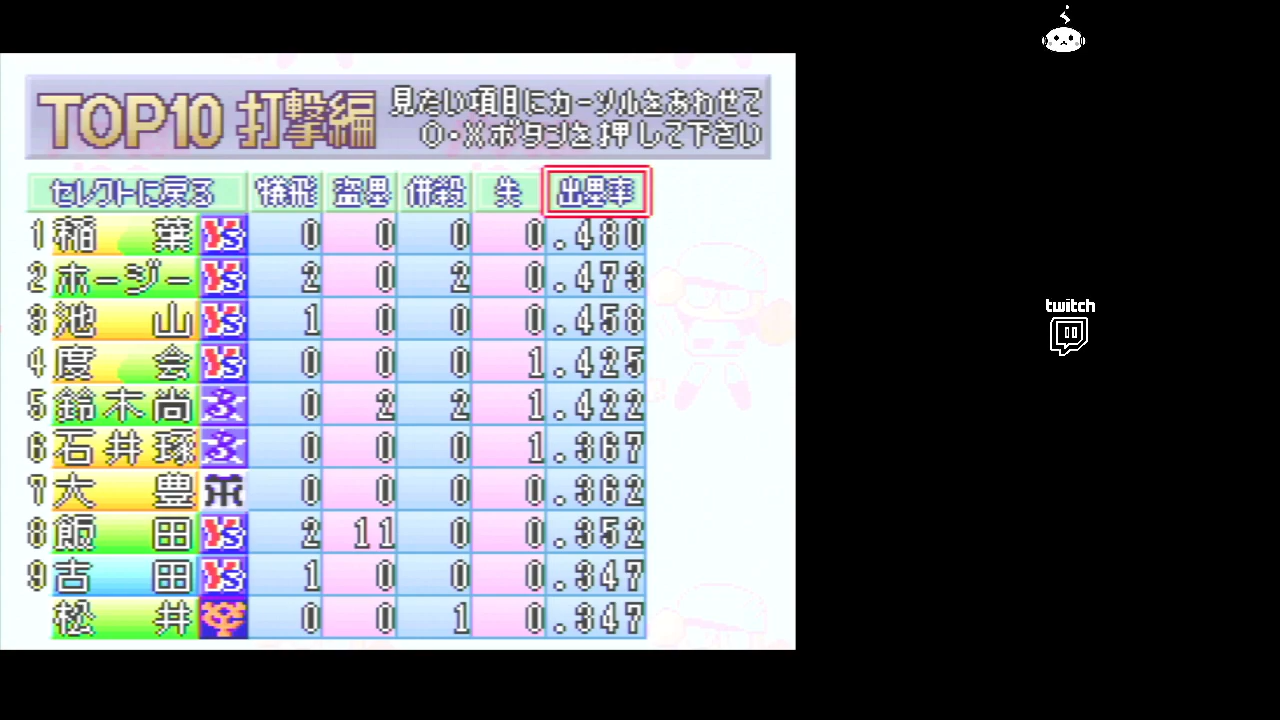 TOP10 打撃編
見たい項目にカーソルをあわせて
○・×ボタンを押して下さい
セレクトに戻る 犠飛 盗塁 併殺 失 出塁率
1 稲葉 YS 0 0 0 0 .480
2 ホージー YS 2 0 2 0 .473
3 池山 YS 1 0 0 0 .458
4 度会 YS 0 0 0 1 .425
5 鈴木尚 0 2 2 1 .422
6 石井琢 0 0 0 1 .367
7 大豊 0 0 0 0 .362
8 飯田 YS 2 11 0 0 .352
9 古田 YS 1 0 0 0 .347
松井 0 0 1 0 .347
twitch